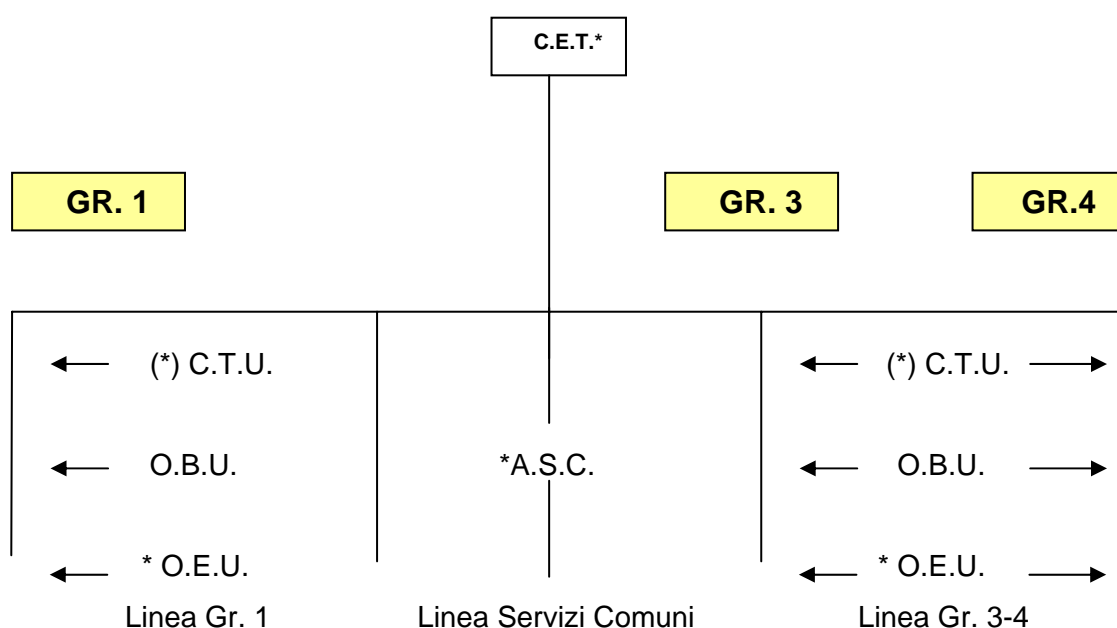 C.E.T.*
GR. 1
GR. 3
GR.4
(*) C.T.U.
(*) C.T.U.
O.B.U.
*A.S.C.
O.B.U.
* O.E.U.
* O.E.U.
Linea Gr. 1
Linea Servizi Comuni
Linea Gr. 3-4